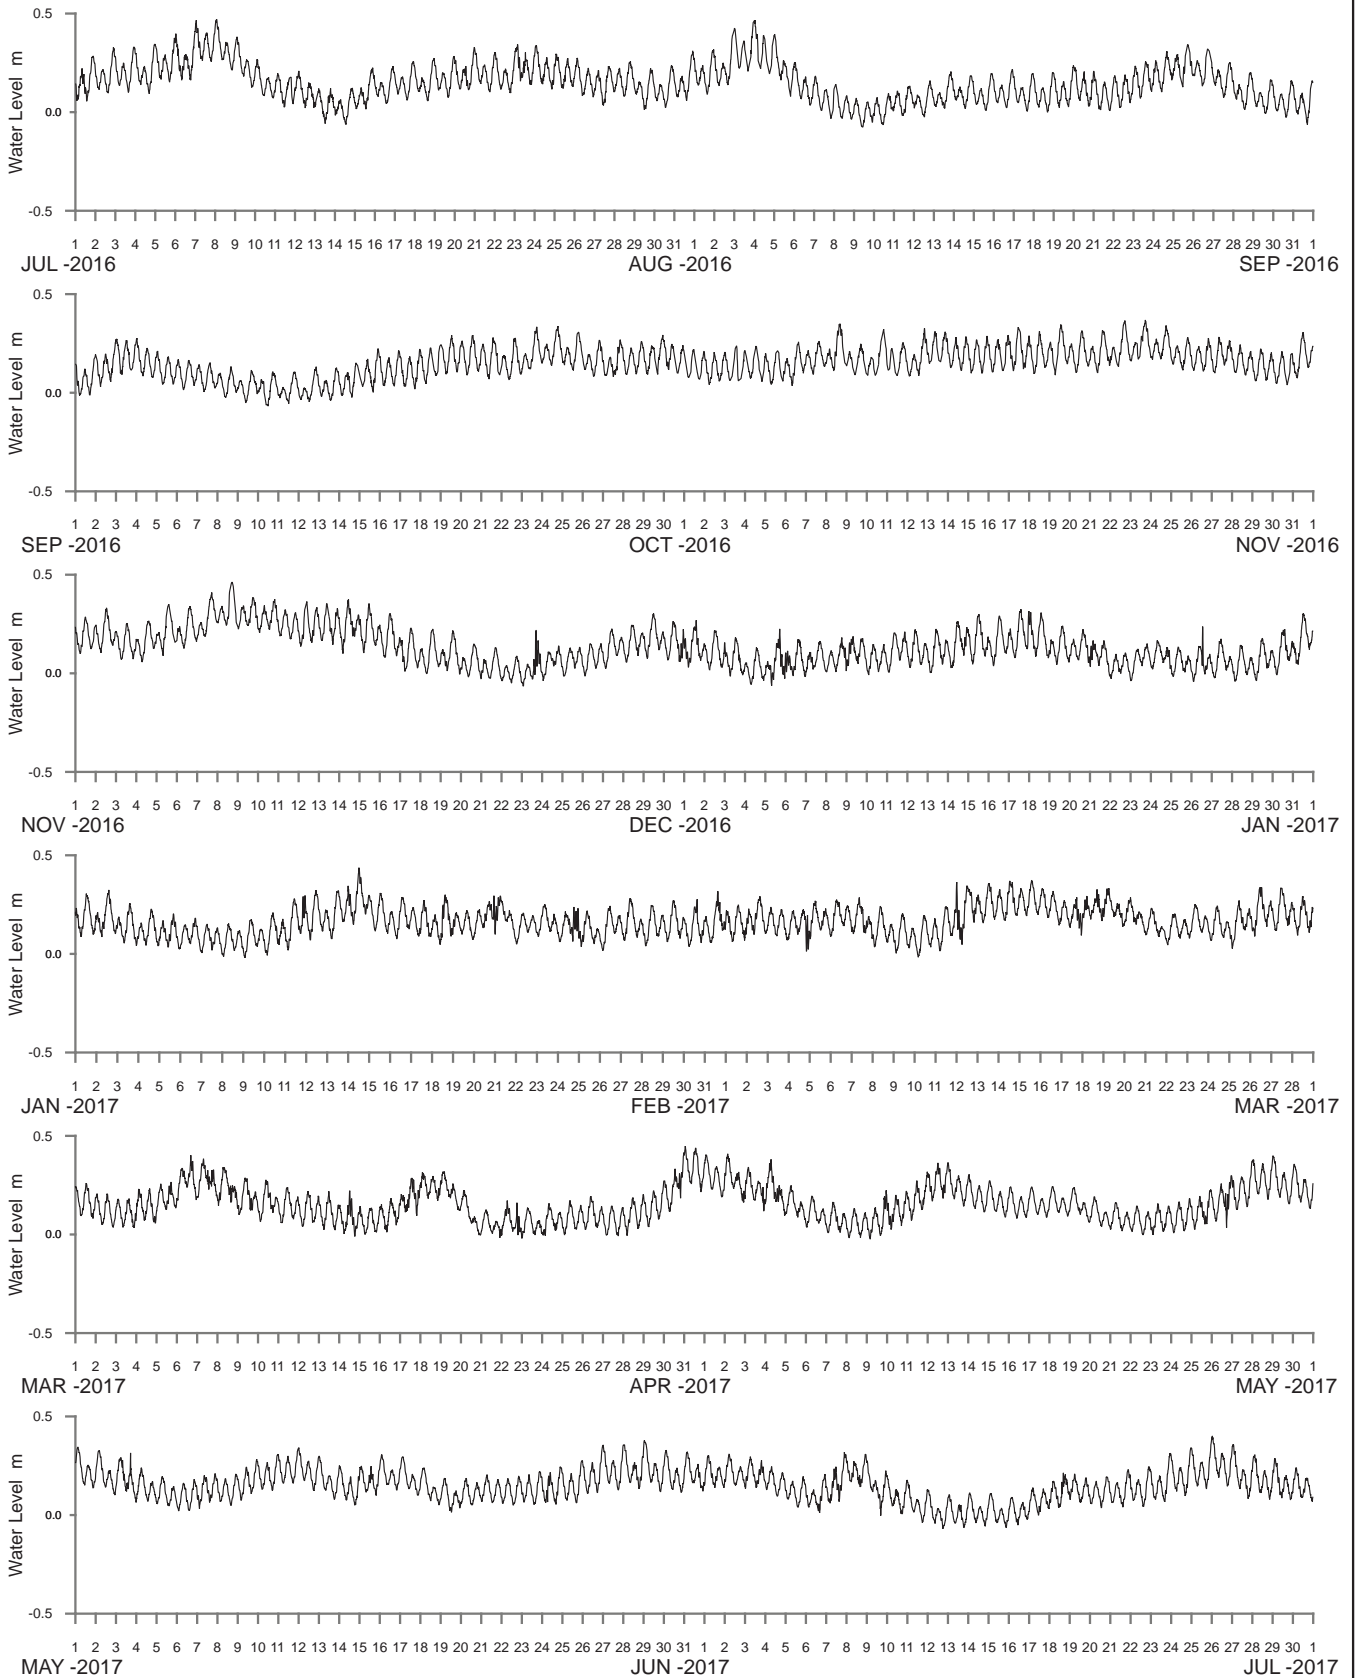 0.5
Water Level m
0.0
-0.5
1 2 3 4 5 6 7 8 9 10 11 12 13 14 15 16 17 18 19 20 21 22 23 24 25 26 27 28 29 30 31 1 2 3 4 5 6 7 8 9 10 11 12 13 14 15 16 17 18 19 20 21 22 23 24 25 26 27 28 29 30 31 1
JUL -2016 AUG -2016 SEP -2016
0.5
Water Level m
0.0
-0.5
1 2 3 4 5 6 7 8 9 10 11 12 13 14 15 16 17 18 19 20 21 22 23 24 25 26 27 28 29 30 1 2 3 4 5 6 7 8 9 10 11 12 13 14 15 16 17 18 19 20 21 22 23 24 25 26 27 28 29 30 31 1
SEP -2016 OCT -2016 NOV -2016
0.5
Water Level m
0.0
-0.5
1 2 3 4 5 6 7 8 9 10 11 12 13 14 15 16 17 18 19 20 21 22 23 24 25 26 27 28 29 30 1 2 3 4 5 6 7 8 9 10 11 12 13 14 15 16 17 18 19 20 21 22 23 24 25 26 27 28 29 30 31 1
NOV -2016 DEC -2016 JAN -2017
0.5
Water Level m
0.0
-0.5
1 2 3 4 5 6 7 8 9 10 11 12 13 14 15 16 17 18 19 20 21 22 23 24 25 26 27 28 29 30 31 1 2 3 4 5 6 7 8 9 10 11 12 13 14 15 16 17 18 19 20 21 22 23 24 25 26 27 28 1
JAN -2017 FEB -2017 MAR -2017
0.5
Water Level m
0.0
-0.5
1 2 3 4 5 6 7 8 9 10 11 12 13 14 15 16 17 18 19 20 21 22 23 24 25 26 27 28 29 30 31 1 2 3 4 5 6 7 8 9 10 11 12 13 14 15 16 17 18 19 20 21 22 23 24 25 26 27 28 29 30 1
MAR -2017 APR -2017 MAY -2017
0.5
Water Level m
0.0
-0.5
1 2 3 4 5 6 7 8 9 10 11 12 13 14 15 16 17 18 19 20 21 22 23 24 25 26 27 28 29 30 31 1 2 3 4 5 6 7 8 9 10 11 12 13 14 15 16 17 18 19 20 21 22 23 24 25 26 27 28 29 30 1
MAY -2017 JUN -2017 JUL -2017